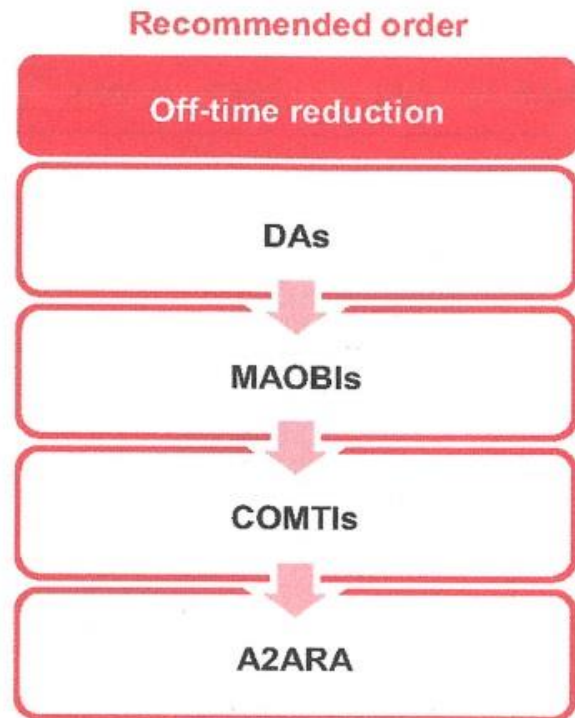 Recommended order
Off-time reduction
DAs
MAOBIs
COMTIs
A2ARA